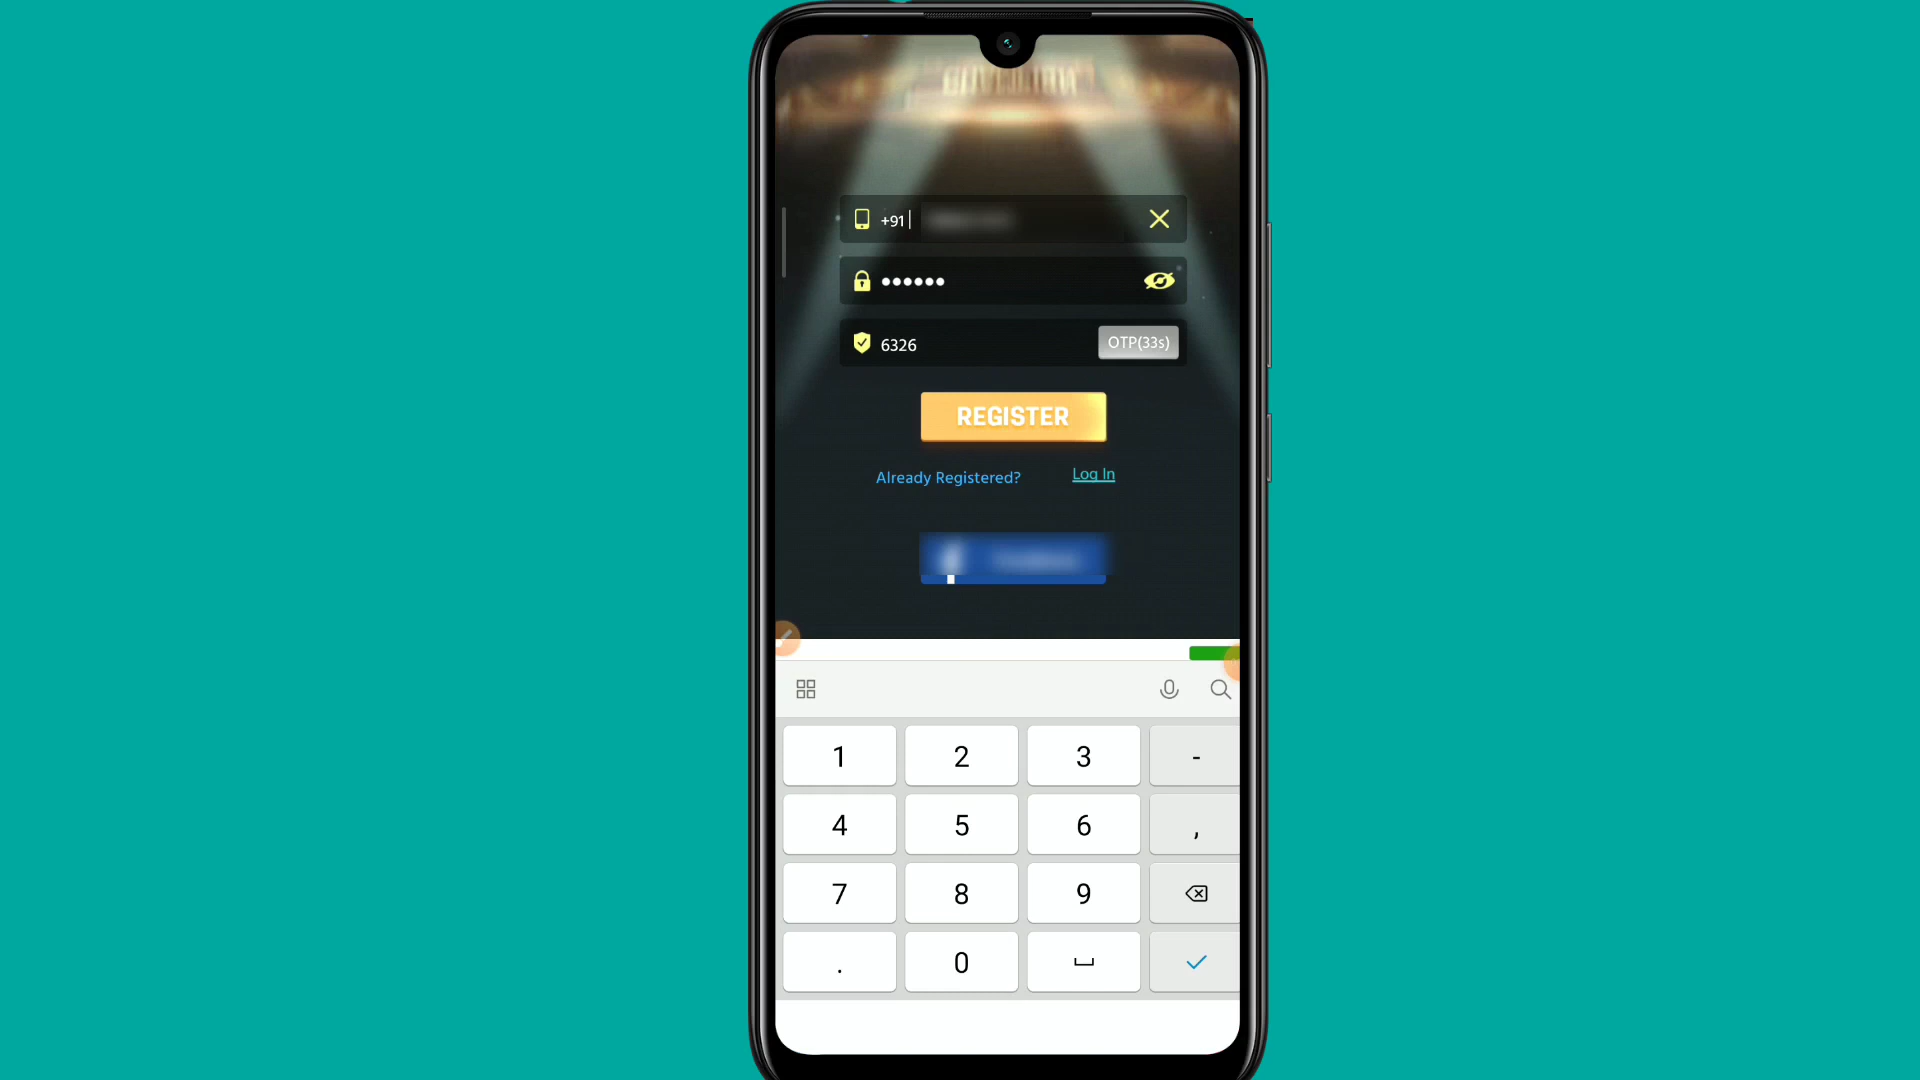 +91
6326
OTP(33s)
REGISTER
Already Registered? Log In
1 2 3 -
4 5 6 ,
7 8 9
. 0